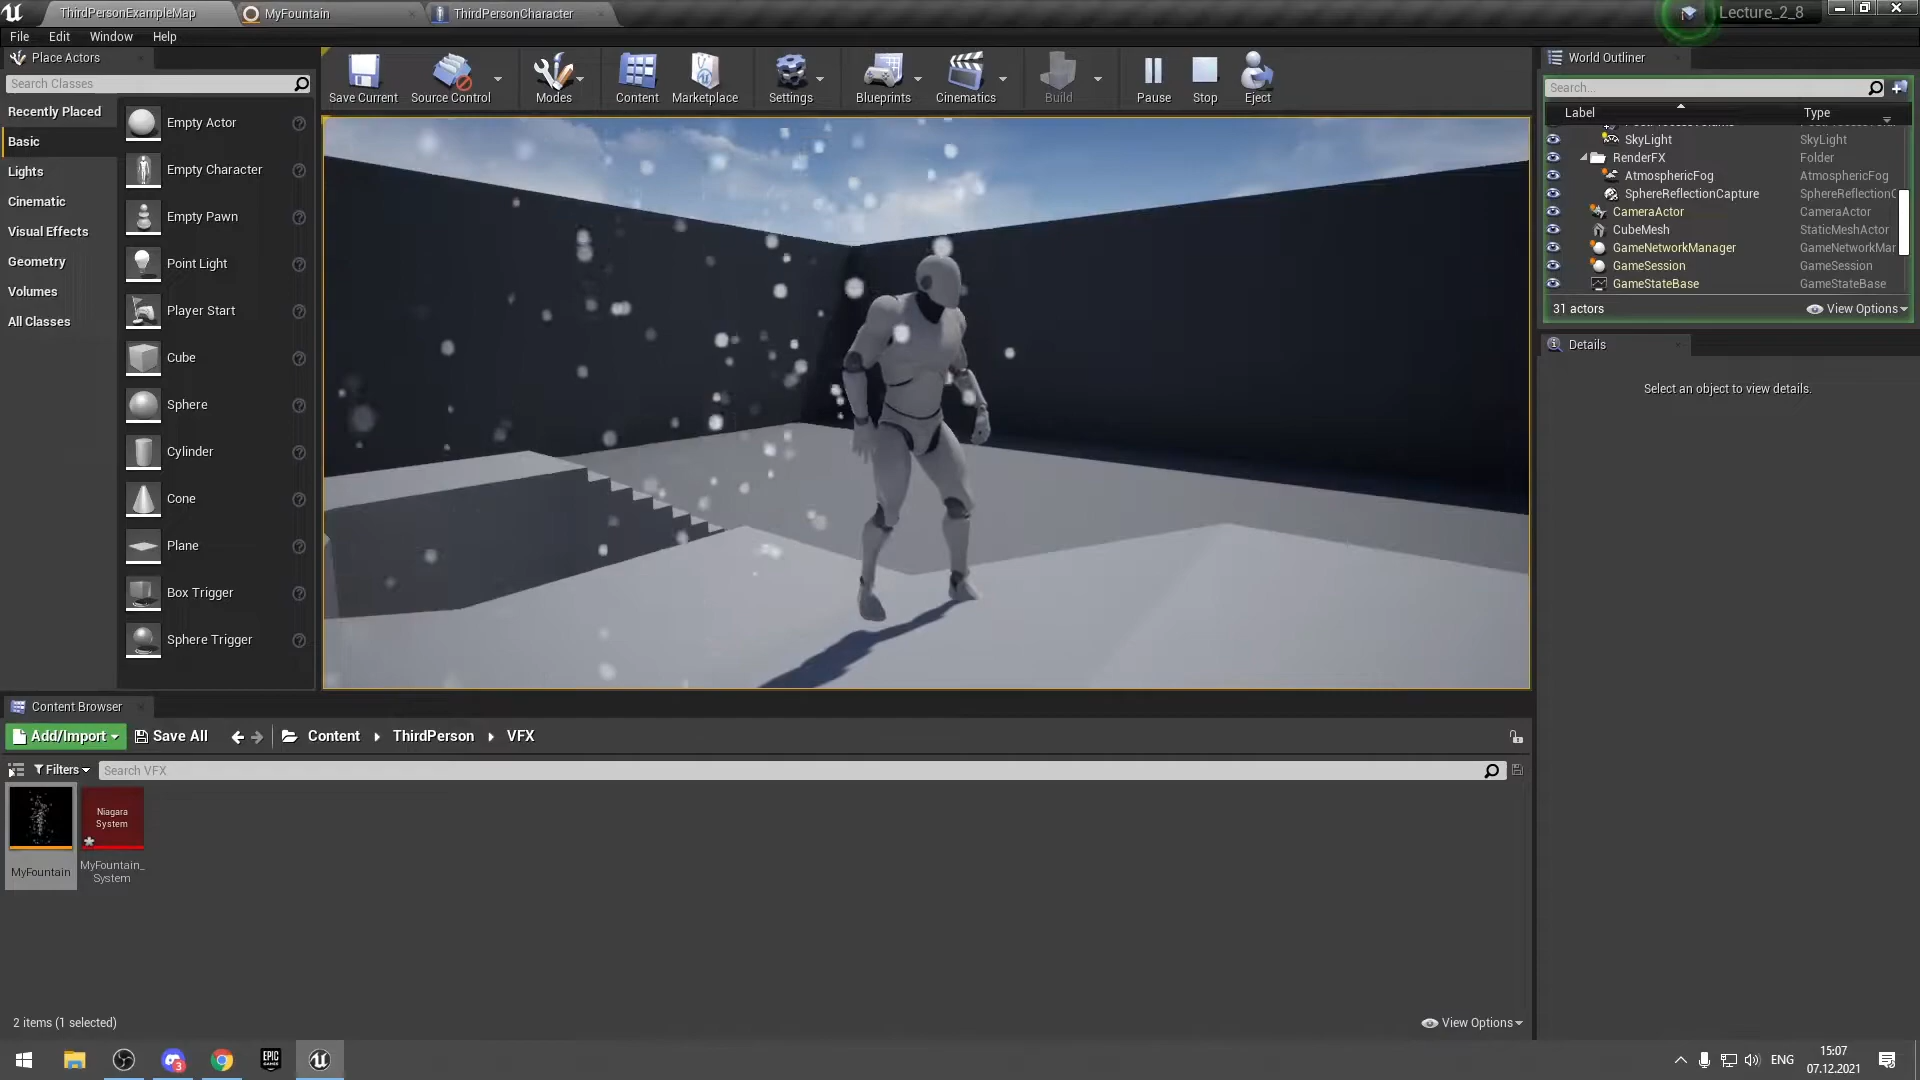 ThirdPersonExampleMap
MyFountain
ThirdPersonCharacter
Lecture_2_8
File
Edit
Window
Help
Place Actors
Search Classes
Recently Placed
Basic
Lights
Cinematic
Visual Effects
Geometry
Volumes
All Classes
Empty Actor
Empty Character
Empty Pawn
Point Light
Player Start
Cube
Sphere
Cylinder
Cone
Plane
Box Trigger
Sphere Trigger
Save Current
Source Control
Modes
Content
Marketplace
Settings
Blueprints
Cinematics
Build
Pause
Stop
Eject
World Outliner
Search...
Label
Type
SkyLight
SkyLight
RenderFX
Folder
AtmosphericFog
AtmosphericFog
SphereReflectionCapture
SphereReflectionC
CameraActor
CameraActor
CubeMesh
StaticMeshActor
GameNetworkManager
GameNetworkMar
GameSession
GameSession
GameStateBase
GameStateBase
31 actors
View Options
Details
Select an object to view details.
Content Browser
Add/Import
Save All
Content
ThirdPerson
VFX
Filters
Search VFX
MyFountain
Niagara
System
MyFountain_
System
2 items (1 selected)
View Options
EPIC
GAMES
3
ENG
15:07
07.12.2021